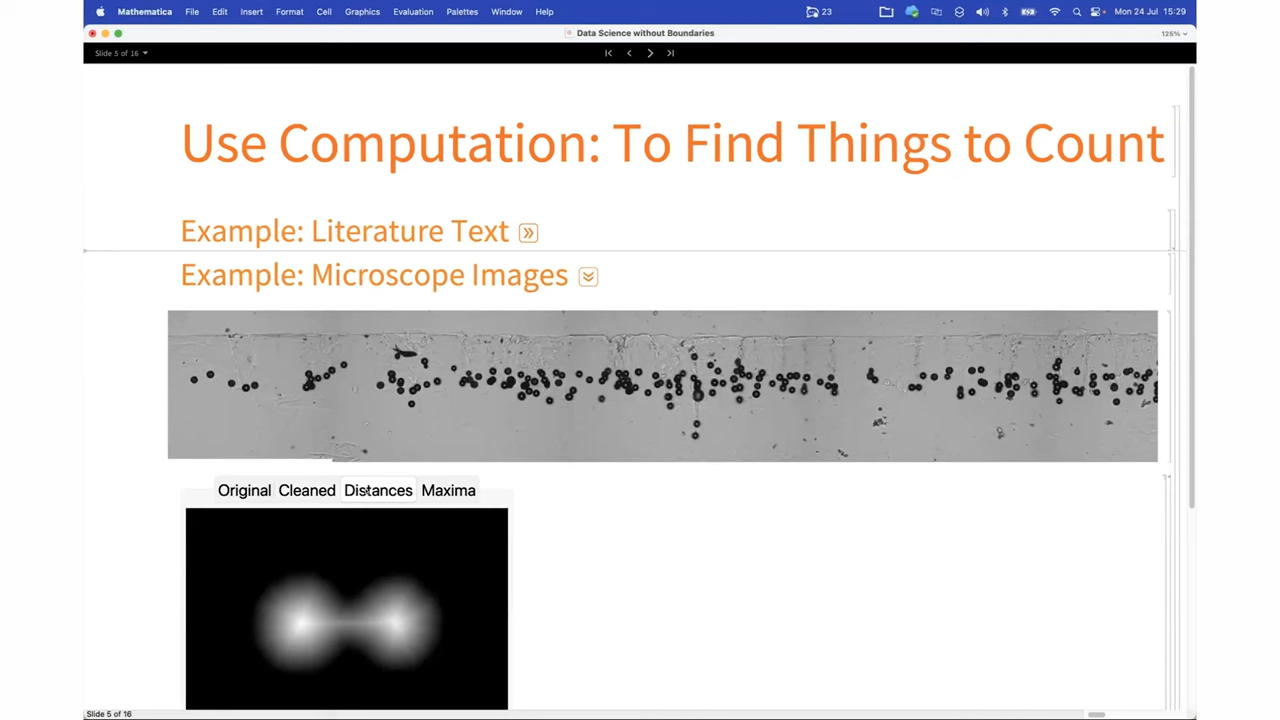 Mathematica File Edit Insert Format Cell Graphics Evaluation Palettes Window Help 23 Mon 24 Jul 15:29
Data Science without Boundaries 125%
Slide 5 of 16
Use Computation: To Find Things to Count
Example: Literature Text
Example: Microscope Images
Original Cleaned Distances Maxima
Slide 5 of 16